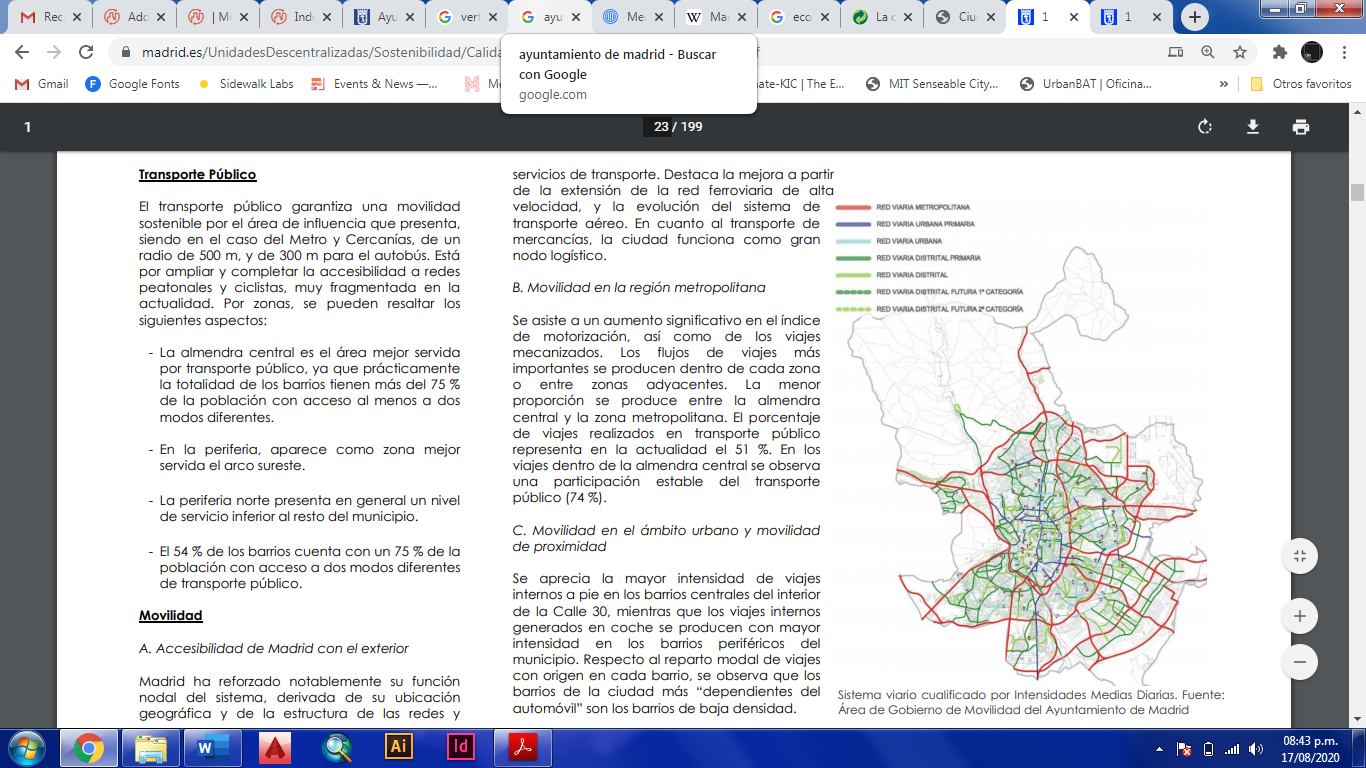 Rec
Add
| M
Ind
Ayu
vert
ayu
Me
Ma
eco
La c
Ciu
1
1
madrid.es/UnidadesDescentralizadas/Sostenibilidad/Calida
ayuntamiento de madrid - Buscar
con Google
google.com
Gmail
Google Fonts
Sidewalk Labs
Events & News —...
Me
ate-KIC | The E...
MIT Senseable City...
UrbanBAT | Oficina...
»
Otros favoritos
1
23 / 199
Transporte Público
El transporte público garantiza una movilidad
sostenible por el área de influencia que presenta,
siendo en el caso del Metro y Cercanías, de un
radio de 500 m, y de 300 m para el autobús. Está
por ampliar y completar la accesibilidad a redes
peatonales y ciclistas, muy fragmentada en la
actualidad. Por zonas, se pueden resaltar los
siguientes aspectos:
- La almendra central es el área mejor servida
por transporte público, ya que prácticamente
la totalidad de los barrios tienen más del 75 %
de la población con acceso al menos a dos
modos diferentes.
- En la periferia, aparece como zona mejor
servida el arco sureste.
- La periferia norte presenta en general un nivel
de servicio inferior al resto del municipio.
- El 54 % de los barrios cuenta con un 75 % de la
población con acceso a dos modos diferentes
de transporte público.
Movilidad
A. Accesibilidad de Madrid con el exterior
Madrid ha reforzado notablemente su función
nodal del sistema, derivada de su ubicación
geográfica y de la estructura de las redes y
servicios de transporte. Destaca la mejora a partir
de la extensión de la red ferroviaria de alta
velocidad, y la evolución del sistema de
transporte aéreo. En cuanto al transporte de
mercancías, la ciudad funciona como gran
nodo logístico.
B. Movilidad en la región metropolitana
Se asiste a un aumento significativo en el índice
de motorización, así como de los viajes
mecanizados. Los flujos de viajes más
importantes se producen dentro de cada zona
o entre zonas adyacentes. La menor
proporción se produce entre la almendra
central y la zona metropolitana. El porcentaje
de viajes realizados en transporte público
representa en la actualidad el 51 %. En los
viajes dentro de la almendra central se observa
una participación estable del transporte
público (74 %).
C. Movilidad en el ámbito urbano y movilidad
de proximidad
Se aprecia la mayor intensidad de viajes
internos a pie en los barrios centrales del interior
de la Calle 30, mientras que los viajes internos
generados en coche se producen con mayor
intensidad en los barrios periféricos del
municipio. Respecto al reparto modal de viajes
con origen en cada barrio, se observa que los
barrios de la ciudad más “dependientes del
automóvil” son los barrios de baja densidad.
RED VIARIA METROPOLITANA
RED VIARIA URBANA PRIMARIA
RED VIARIA URBANA
RED VIARIA DISTRITAL PRIMARIA
RED VIARIA DISTRITAL
RED VIARIA DISTRITAL FUTURA 1ª CATEGORÍA
RED VIARIA DISTRITAL FUTURA 2ª CATEGORÍA
Sistema viario cualificado por Intensidades Medias Diarias. Fuente:
Área de Gobierno de Movilidad del Ayuntamiento de Madrid
Ai
Id
08:43 p.m.
17/08/2020